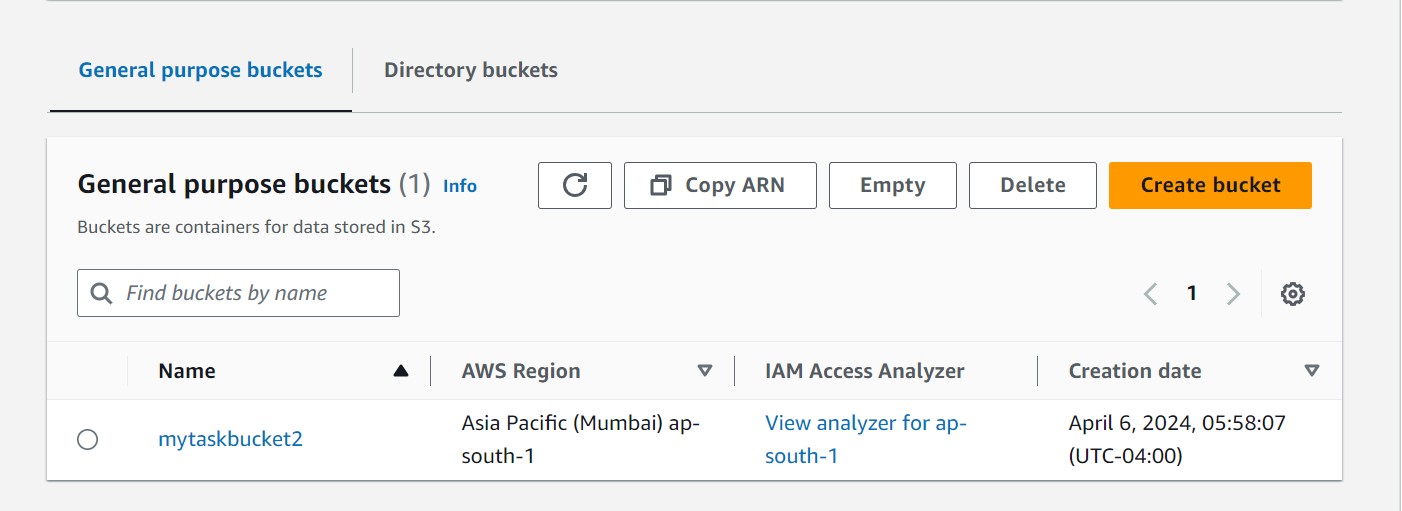 General purpose buckets Directory buckets
General purpose buckets (1) Info Copy ARN Empty Delete Create bucket
Buckets are containers for data stored in S3.
Find buckets by name 1
Name AWS Region IAM Access Analyzer Creation date
mytaskbucket2 Asia Pacific (Mumbai) ap- View analyzer for ap- April 6, 2024, 05:58:07
south-1 south-1 (UTC-04:00)